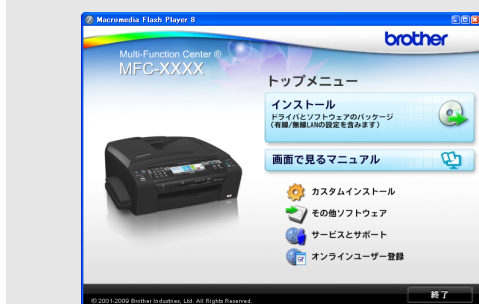 Macromedia Flash Player 8
brother
Multi-Function Center ®
MFC-XXXX
トップメニュー
インストール
ドライバとソフトウェアのパッケージ
(有線/無線LANの設定を含みます)
画面で見るマニュアル
カスタムインストール
その他ソフトウェア
サービスとサポート
オンラインユーザー登録
© 2001-2009 Brother Industries, Ltd. All Rights Reserved.
終了